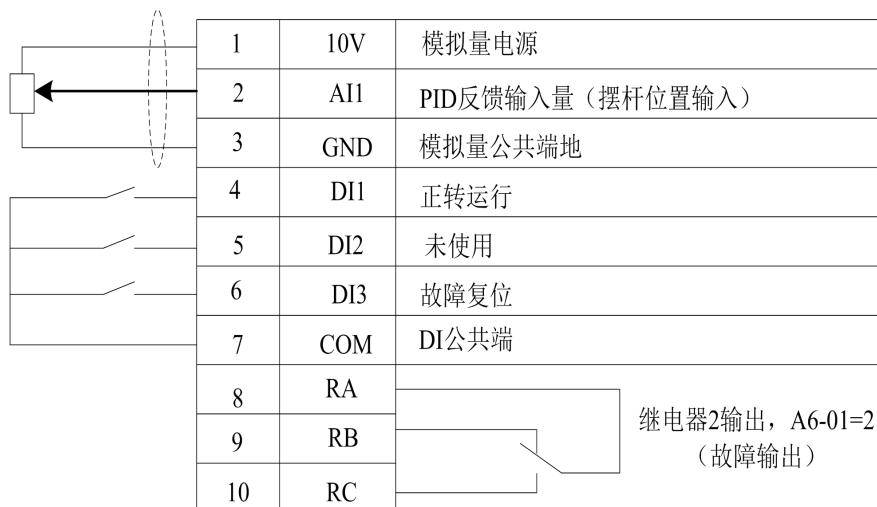 1 10V 模拟量电源
2 AI1 PID反馈输入量（摆杆位置输入）
3 GND 模拟量公共端地
4 DI1 正转运行
5 DI2 未使用
6 DI3 故障复位
7 COM DI公共端
8 RA
9 RB
10 RC
继电器2输出，A6-01=2
（故障输出）